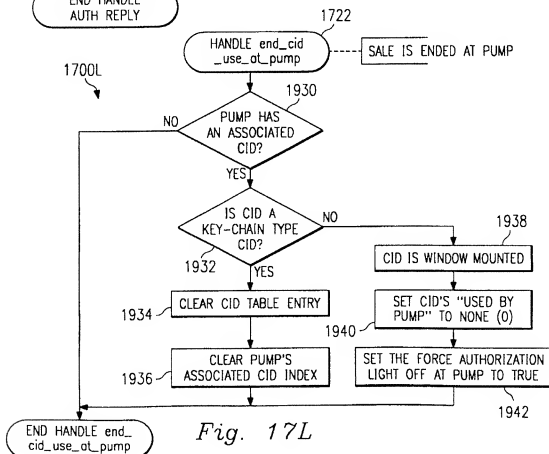 END HANDLE
AUTH REPLY
1722
HANDLE end_cid
_use_at_pump
SALE IS ENDED AT PUMP
1700L
1930
NO
PUMP HAS
AN ASSOCIATED
CID?
YES
IS CID A
KEY-CHAIN TYPE
CID?
NO
1932
YES
1938
CID IS WINDOW MOUNTED
1934
CLEAR CID TABLE ENTRY
1940
SET CID'S "USED BY
PUMP" TO NONE (0)
1936
CLEAR PUMP'S
ASSOCIATED CID INDEX
SET THE FORCE AUTHORIZATION
LIGHT OFF AT PUMP TO TRUE
1942
END HANDLE end_
cid_use_at_pump
Fig. 17L